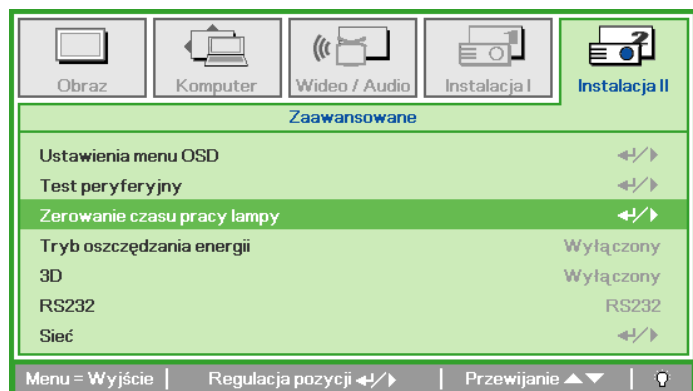 Obraz
Komputer
Wideo / Audio
Instalacja I
Instalacja II
Zaawansowane
Ustawienia menu OSD
Test peryferyjny
Zerowanie czasu pracy lampy
Tryb oszczędzania energii Wyłączony
3D Wyłączony
RS232 RS232
Sieć
Menu = Wyjście | Regulacja pozycji ↵/▶ | Przewijanie ▲▼ |